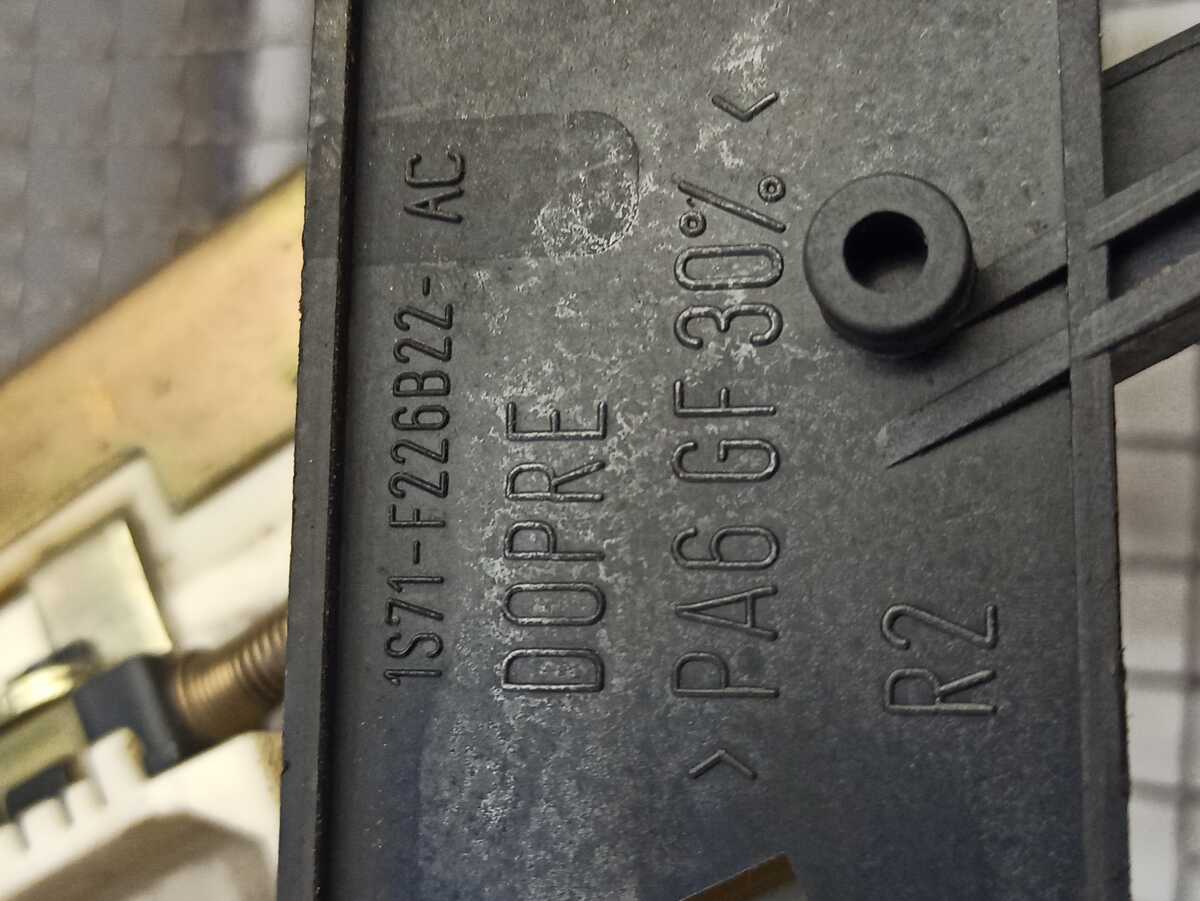 1S71-F226B22- AC
DOPRE
>PA6 GF 30%<
R2